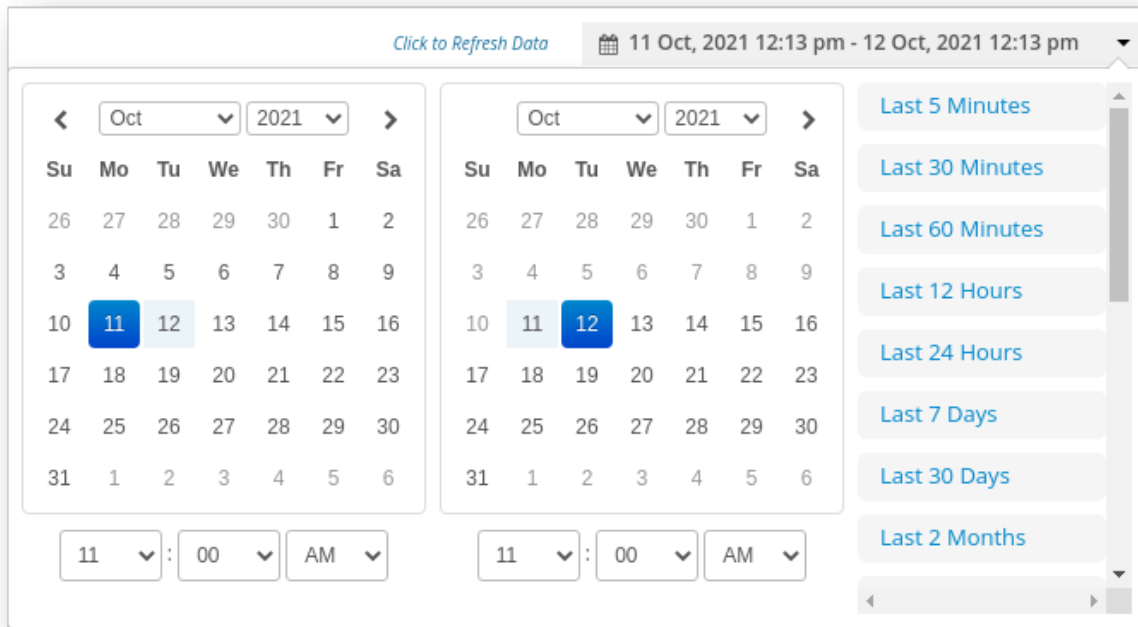 Click to Refresh Data
11 Oct, 2021 12:13 pm - 12 Oct, 2021 12:13 pm
Oct 2021
Su Mo Tu We Th Fr Sa
26 27 28 29 30 1 2
3 4 5 6 7 8 9
10 11 12 13 14 15 16
17 18 19 20 21 22 23
24 25 26 27 28 29 30
31 1 2 3 4 5 6
11 : 00 AM
Oct 2021
Su Mo Tu We Th Fr Sa
26 27 28 29 30 1 2
3 4 5 6 7 8 9
10 11 12 13 14 15 16
17 18 19 20 21 22 23
24 25 26 27 28 29 30
31 1 2 3 4 5 6
11 : 00 AM
Last 5 Minutes
Last 30 Minutes
Last 60 Minutes
Last 12 Hours
Last 24 Hours
Last 7 Days
Last 30 Days
Last 2 Months